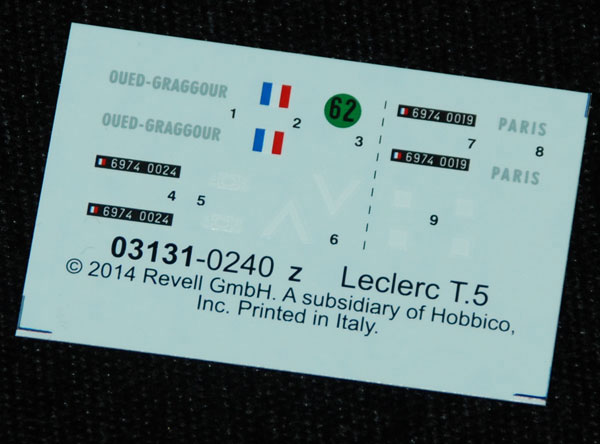 OUED-GRAGGOUR
1
2
62
3
6974 0019
7
PARIS
8
OUED-GRAGGOUR
6974 0019
PARIS
6974 0024
4
5
6974 0024
6
9
03131-0240 z Leclerc T.5
© 2014 Revell GmbH. A subsidiary of Hobbico,
Inc. Printed in Italy.